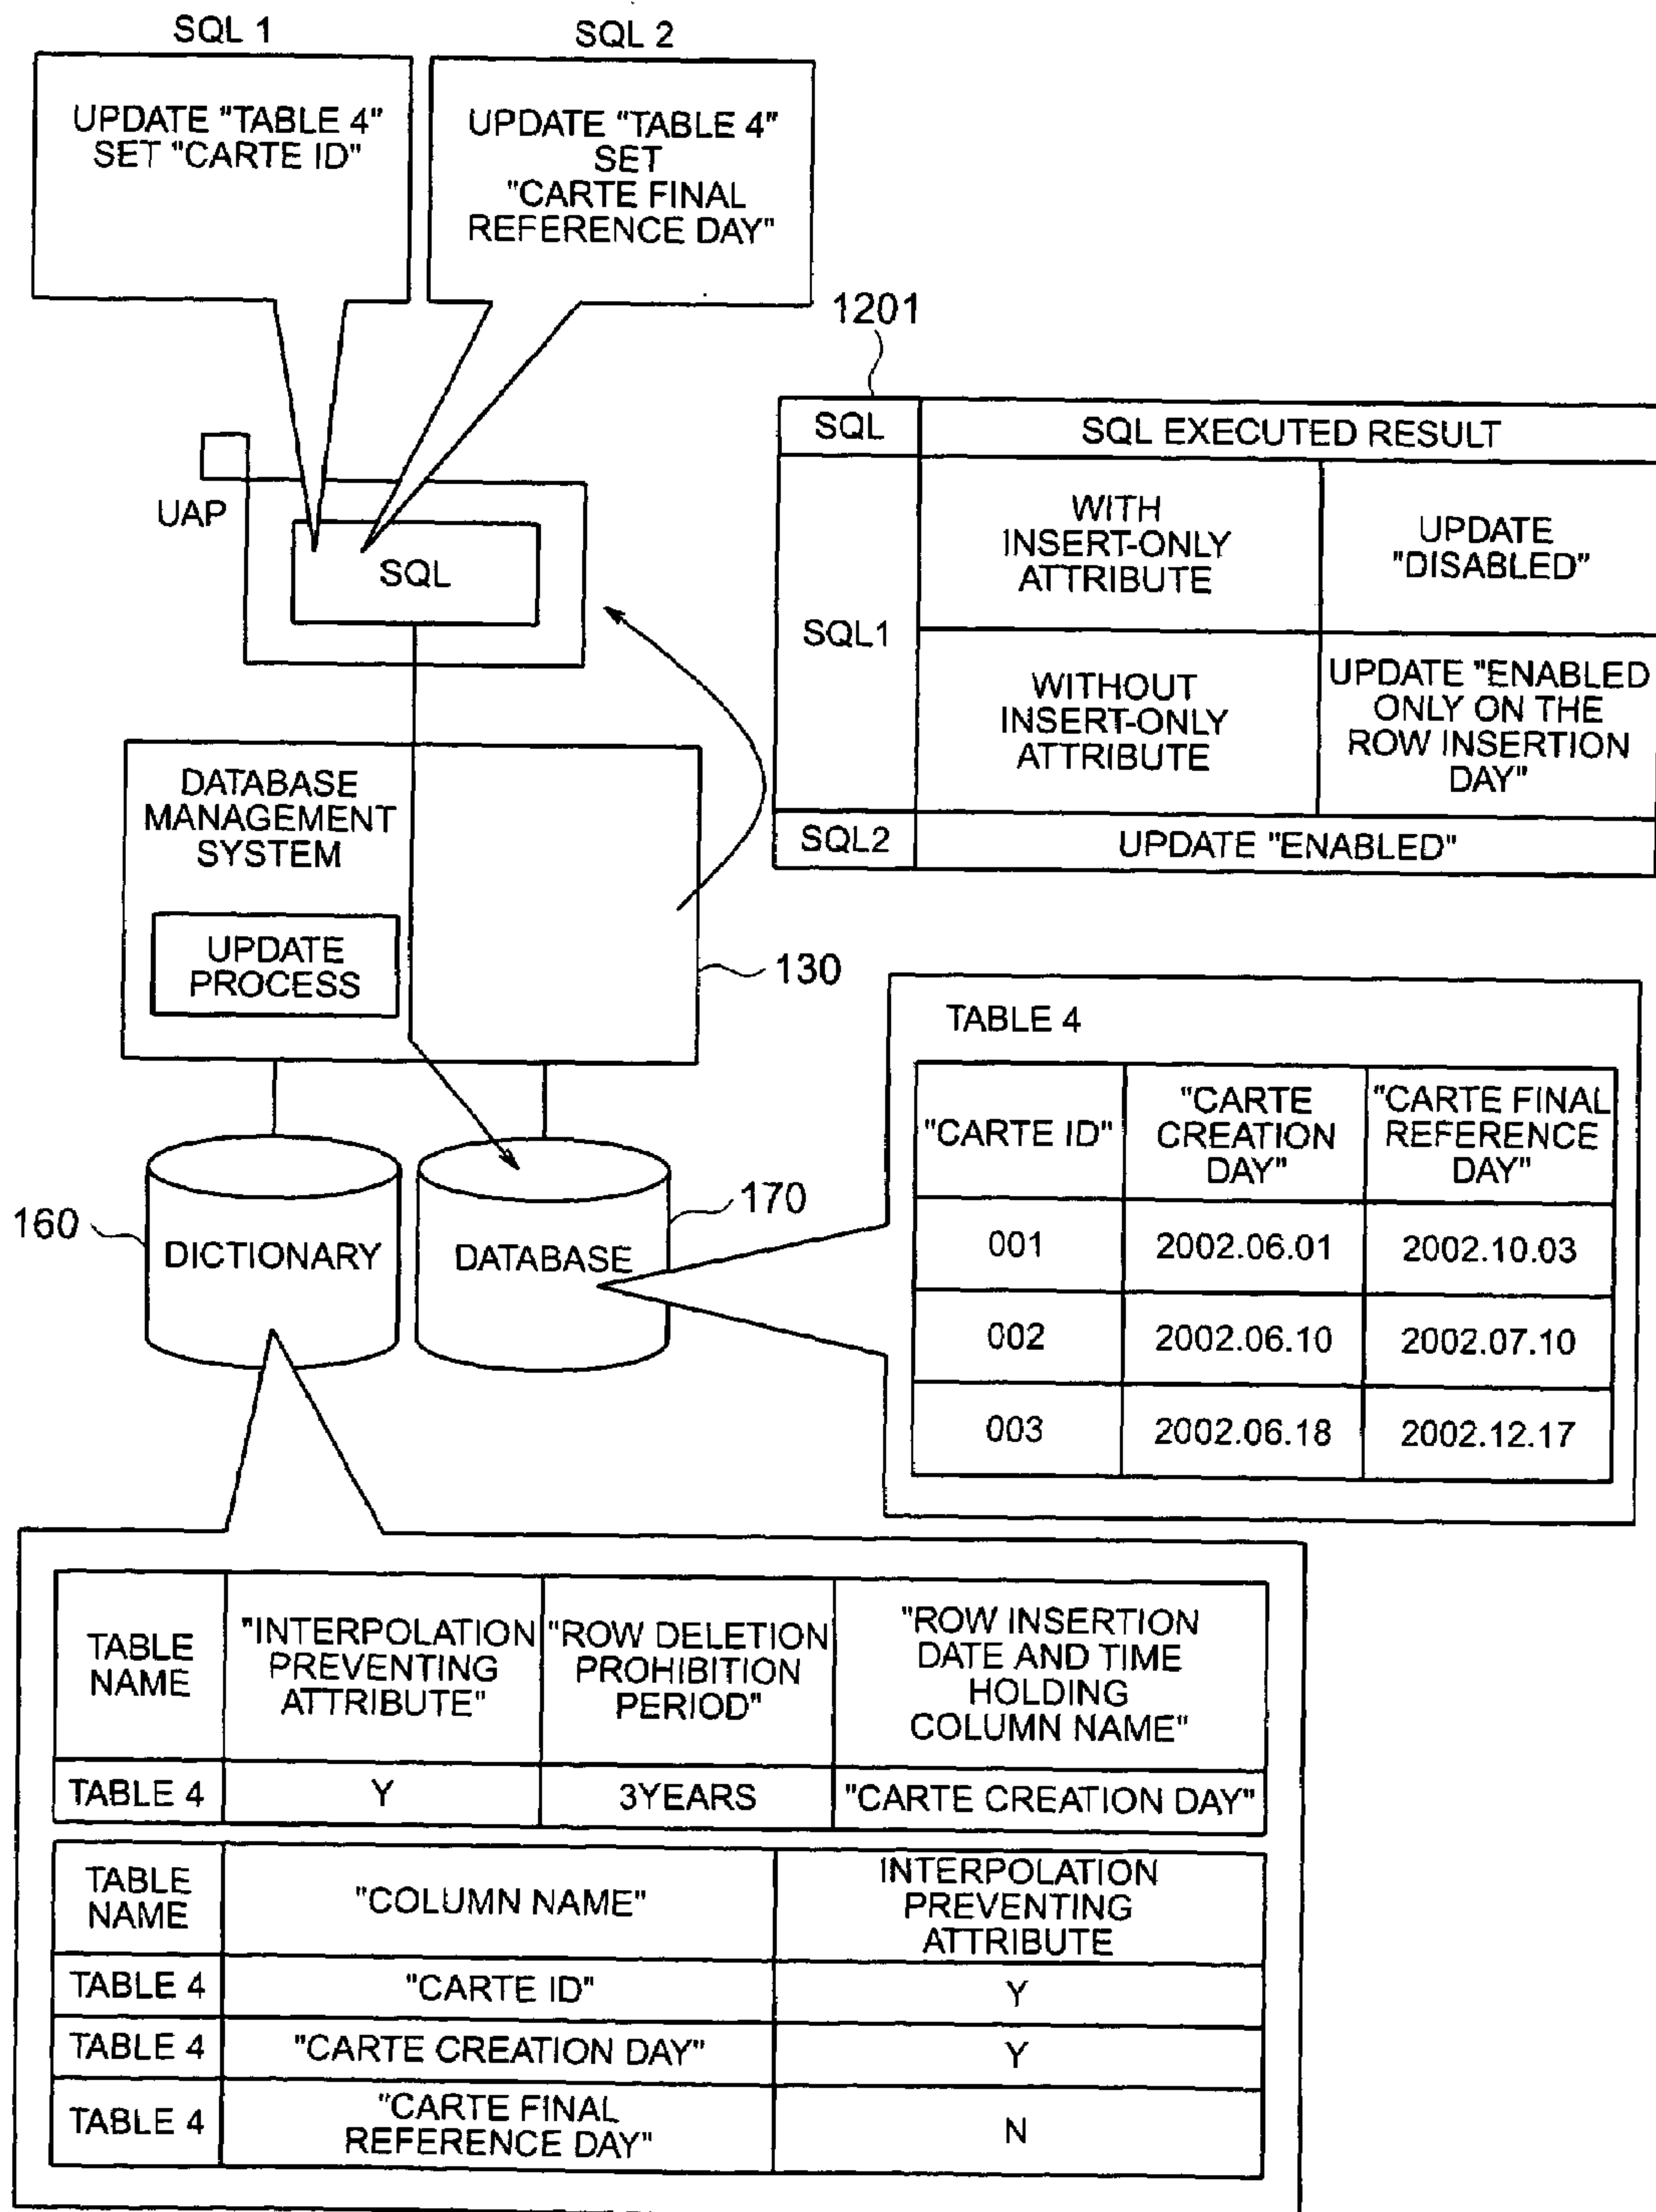 SQL 1
UPDATE "TABLE 4"
SET "CARTE ID"
SQL 2
UPDATE "TABLE 4"
SET
"CARTE FINAL
REFERENCE DAY"
UAP
SQL
1201
SQL
SQL EXECUTED RESULT
SQL1
WITH
INSERT-ONLY
ATTRIBUTE
UPDATE
"DISABLED"
WITHOUT
INSERT-ONLY
ATTRIBUTE
UPDATE "ENABLED
ONLY ON THE
ROW INSERTION
DAY"
SQL2
UPDATE "ENABLED"
DATABASE
MANAGEMENT
SYSTEM
UPDATE
PROCESS
130
160
DICTIONARY
DATABASE
170
TABLE 4
"CARTE ID"
"CARTE
CREATION
DAY"
"CARTE FINAL
REFERENCE
DAY"
001
2002.06.01
2002.10.03
002
2002.06.10
2002.07.10
003
2002.06.18
2002.12.17
TABLE
NAME
"INTERPOLATION
PREVENTING
ATTRIBUTE"
"ROW DELETION
PROHIBITION
PERIOD"
"ROW INSERTION
DATE AND TIME
HOLDING
COLUMN NAME"
TABLE 4
Y
3YEARS
"CARTE CREATION DAY"
TABLE
NAME
"COLUMN NAME"
INTERPOLATION
PREVENTING
ATTRIBUTE
TABLE 4
"CARTE ID"
Y
TABLE 4
"CARTE CREATION DAY"
Y
TABLE 4
"CARTE FINAL
REFERENCE DAY"
N